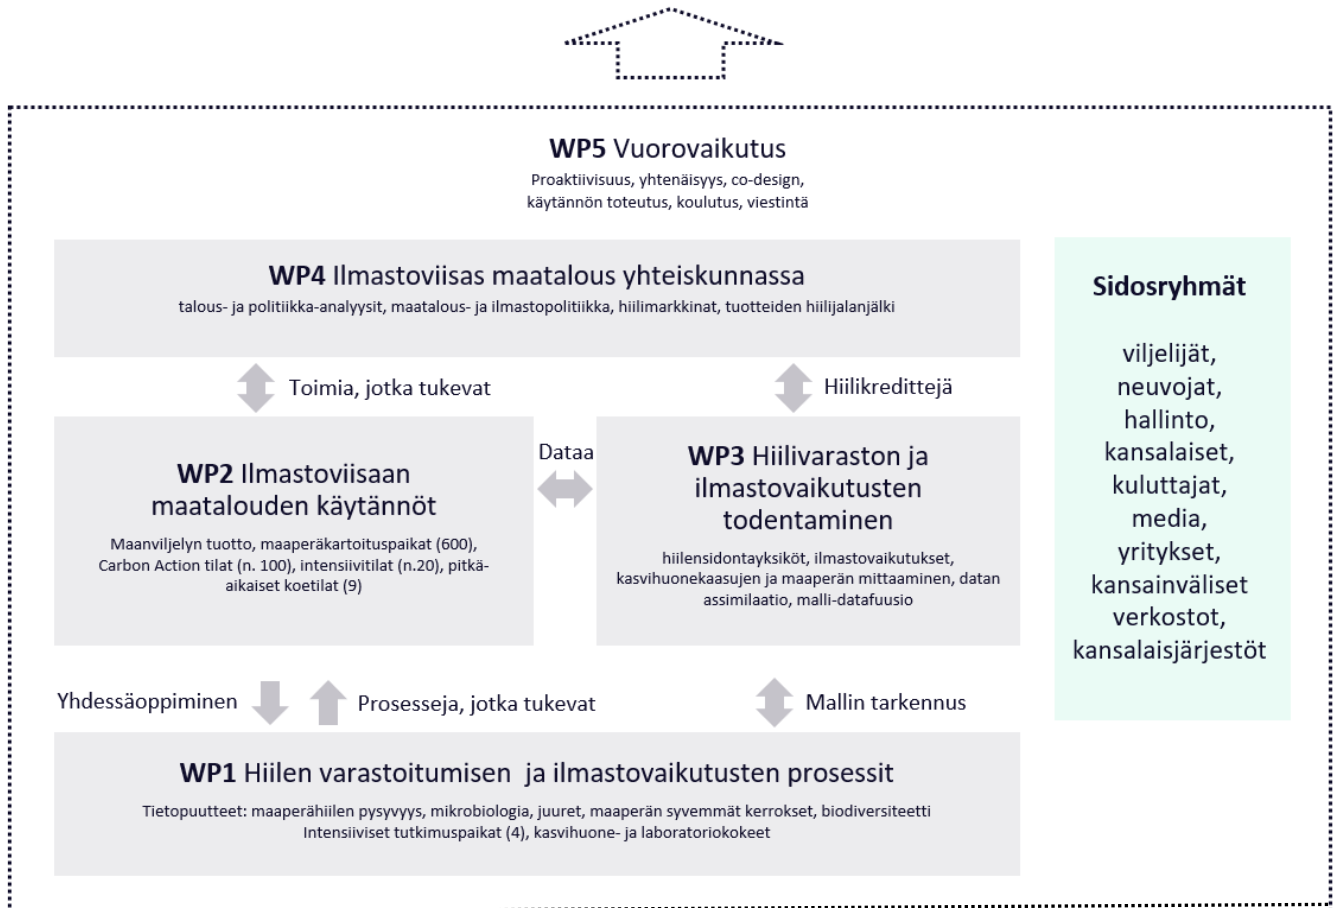 WP5 Vuorovaikutus
Proaktiivisuus, yhtenäisyys, co-design,
käytännön toteutus, koulutus, viestintä
WP4 Ilmastoviisas maatalous yhteiskunnassa
talous- ja politiikka-analyysit, maatalous- ja ilmastopolitiikka, hiilimarkkinat, tuotteiden hiilijalanjälki
Toimia, jotka tukevat
Hiilikredittejä
WP2 Ilmastoviisaan
maatalouden käytännöt
Maanviljelyn tuotto, maaperäkartoituspaikat (600),
Carbon Action tilat (n. 100), intensiivitilat (n.20), pitkä-
aikaiset koetilat (9)
Dataa
WP3 Hiilivaraston ja
ilmastovaikutusten
todentaminen
hiilensidontayksiköt, ilmastovaikutukset,
kasvihuonekaasujen ja maaperän mittaaminen, datan
assimilaatio, malli-datafuusio
Yhdessäoppiminen
Prosesseja, jotka tukevat
Mallin tarkennus
WP1 Hiilen varastoitumisen ja ilmastovaikutusten prosessit
Tietopuutteet: maaperähiilen pysyvyys, mikrobiologia, juuret, maaperän syvemmät kerrokset, biodiversiteetti
Intensiiviset tutkimuspaikat (4), kasvihuone- ja laboratoriokokeet
Sidosryhmät
viljelijät,
neuvojat,
hallinto,
kansalaiset,
kuluttajat,
media,
yritykset,
kansainväliset
verkostot,
kansalaisjärjestöt